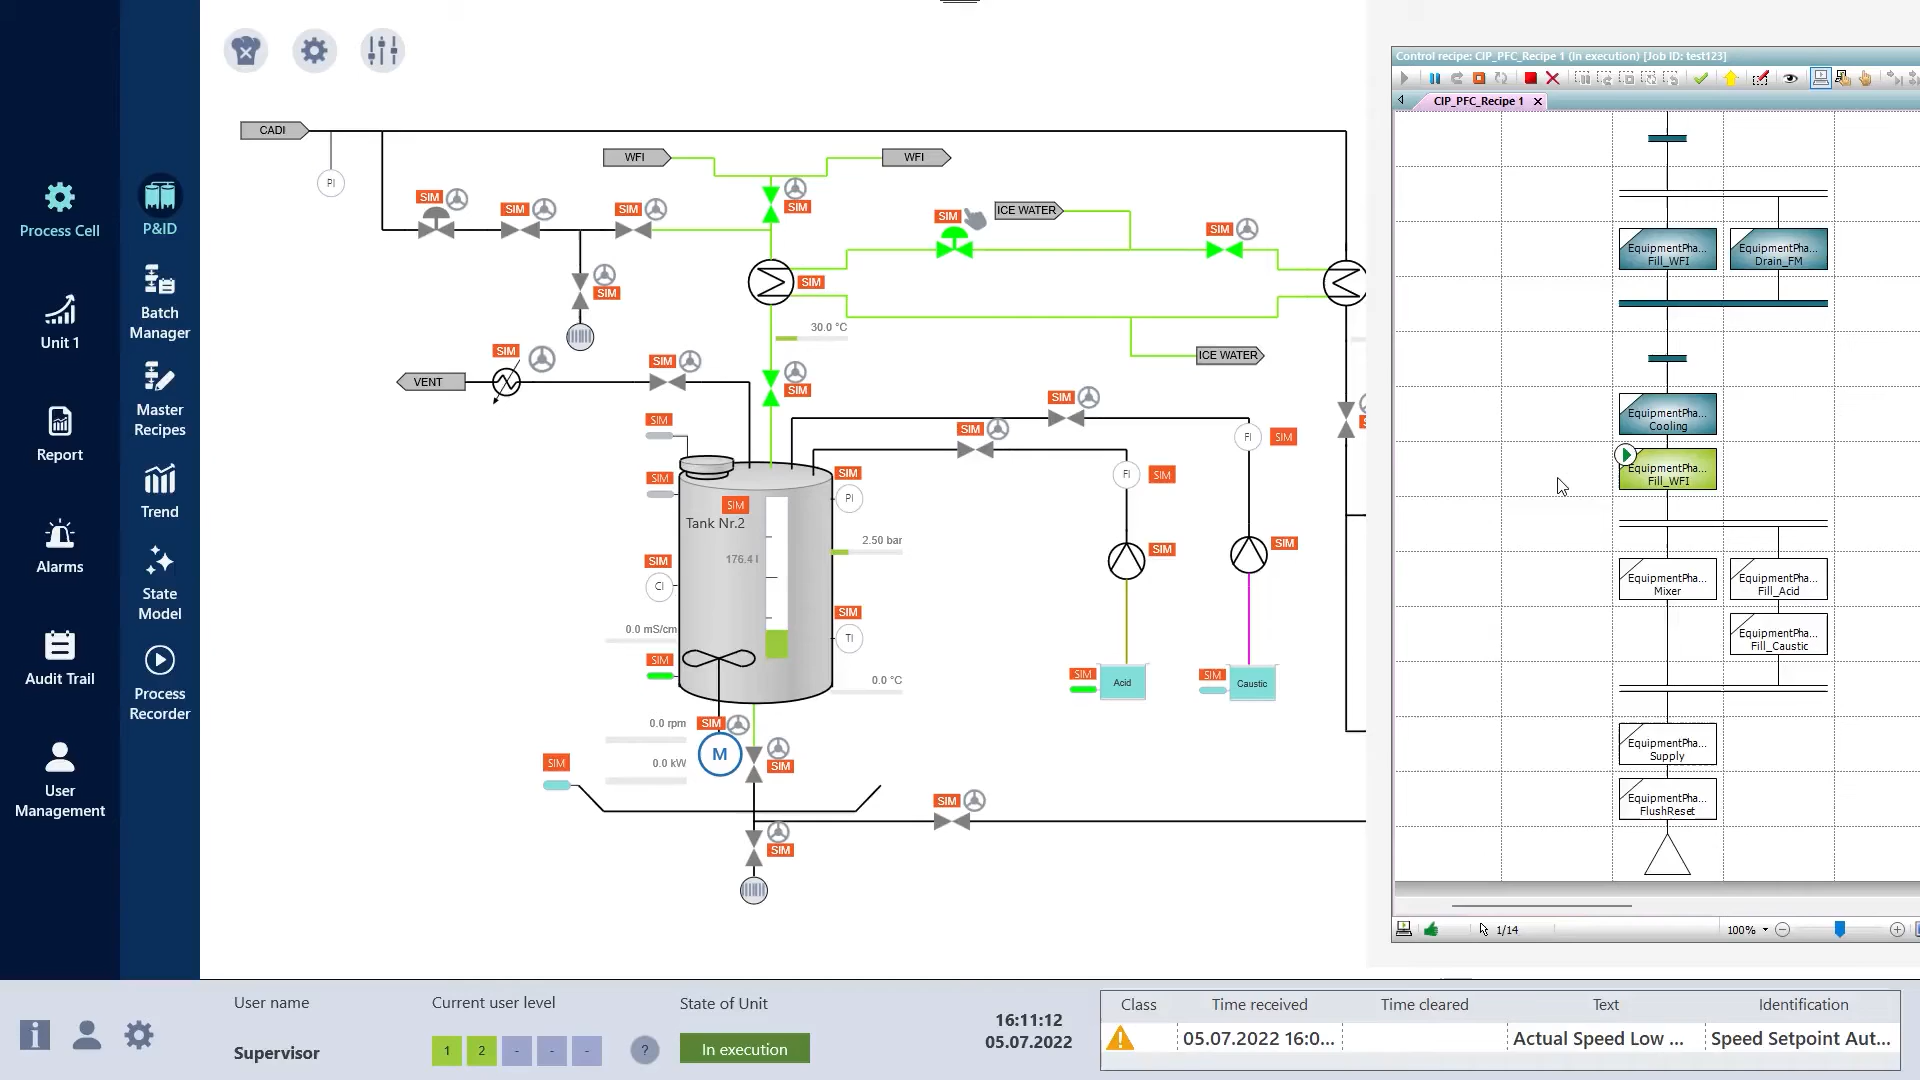 Control recipe: CIP_PFC_Recipe 1 (In execution) [Job ID: test123]
CIP_PFC_Recipe 1
Process Cell
Unit 1
Report
Alarms
Audit Trail
User
Management
P&ID
Batch
Manager
Master
Recipes
Trend
State
Model
Process
Recorder
CADI
PI
WFI
WFI
SIM
SIM
SIM
SIM
SIM
ICE WATER
SIM
SIM
SIM
30.0 °C
ICE WATER
SIM
SIM
SIM
VENT
SIM
SIM
SIM
FI
SIM
SIM
FI
SIM
SIM
SIM
PI
SIM
Tank Nr.2
176.4 l
2.50 bar
SIM
CI
SIM
SIM
SIM
TI
0.0 mS/cm
SIM
0.0 °C
SIM
Acid
SIM
Caustic
0.0 rpm
SIM
M
0.0 kW
SIM
SIM
SIM
SIM
EquipmentPha...
Fill_WFI
EquipmentPha...
Drain_FM
EquipmentPha...
Cooling
EquipmentPha...
Fill_WFI
EquipmentPha...
Mixer
EquipmentPha...
Fill_Acid
EquipmentPha...
Fill_Caustic
EquipmentPha...
Supply
EquipmentPha...
FlushReset
1/14
100%
User name
Supervisor
Current user level
1 2 - - -
?
State of Unit
In execution
16:11:12
05.07.2022
Class Time received Time cleared Text Identification
05.07.2022 16:0... Actual Speed Low ... Speed Setpoint Aut...